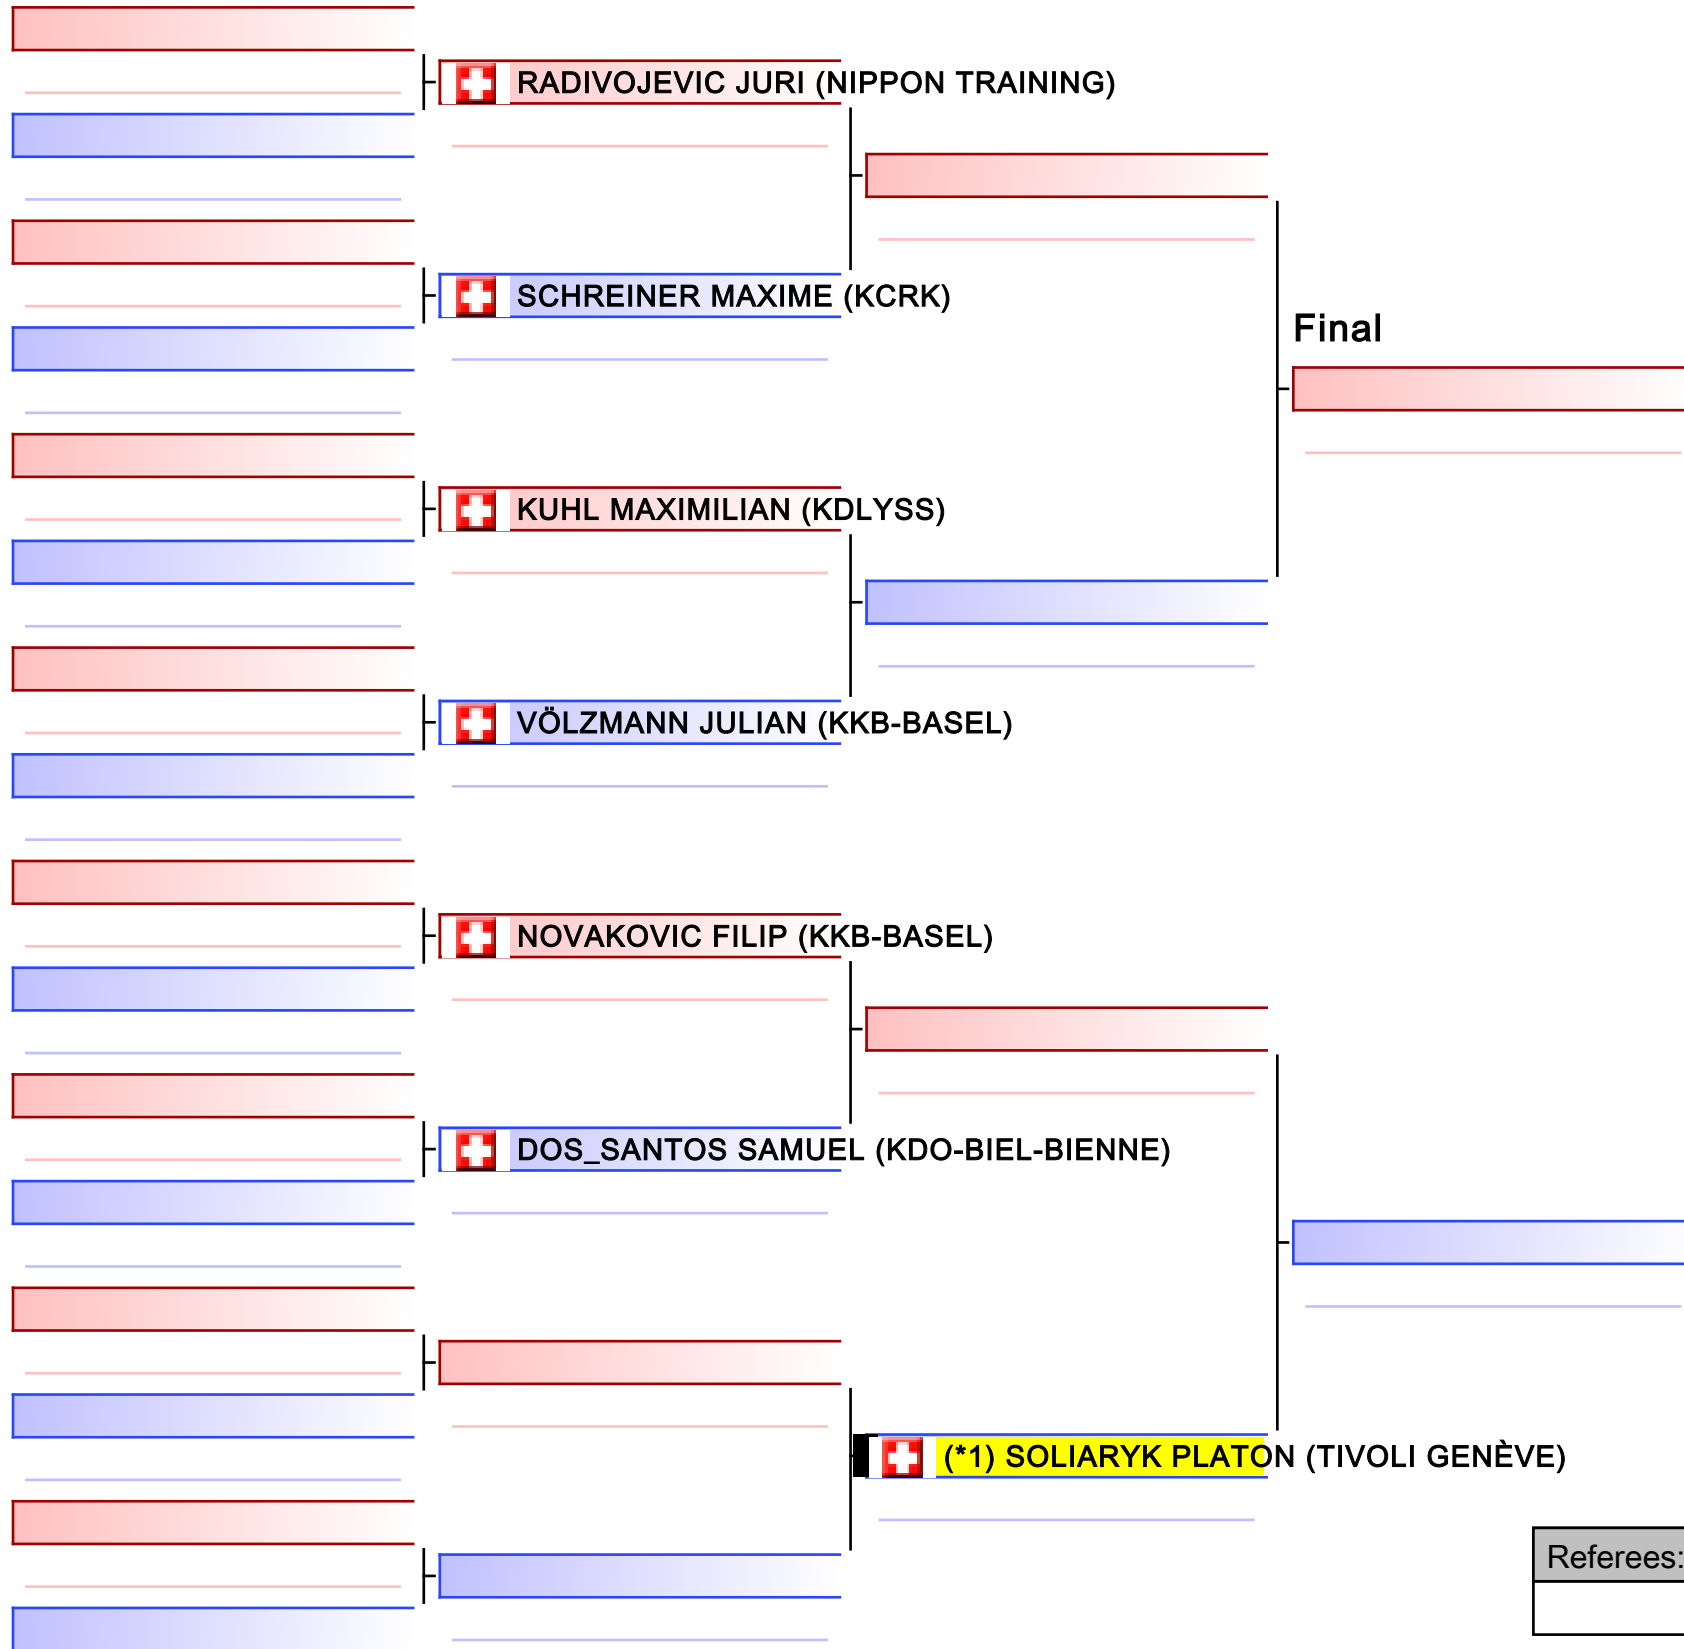 RADIVOJEVIC JURI (NIPPON TRAINING)
SCHREINER MAXIME (KCRK)
Final
KUHL MAXIMILIAN (KDLYSS)
VÖLZMANN JULIAN (KKB-BASEL)
NOVAKOVIC FILIP (KKB-BASEL)
DOS_SANTOS SAMUEL (KDO-BIEL-BIENNE)
(*1) SOLIARYK PLATON (TIVOLI GENÈVE)
Referees: